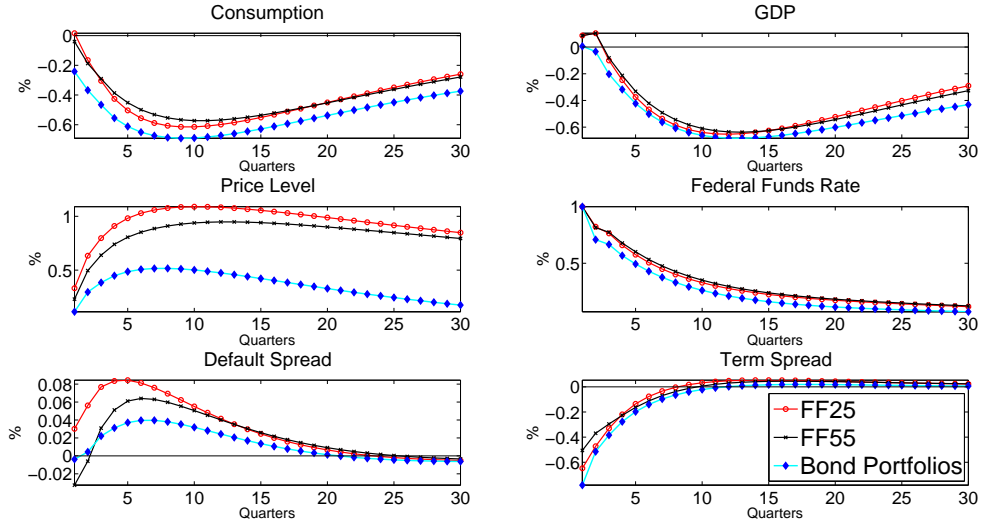 Consumption
%
0
−0.2
−0.4
−0.6
5 10 15 20 25 30
Quarters
GDP
%
0
−0.2
−0.4
−0.6
5 10 15 20 25 30
Quarters
Price Level
%
1
0.5
5 10 15 20 25 30
Quarters
Federal Funds Rate
%
1
0.5
5 10 15 20 25 30
Quarters
Default Spread
%
0.08
0.06
0.04
0.02
0
−0.02
5 10 15 20 25 30
Quarters
Term Spread
%
0
−0.2
−0.4
−0.6
5 10 15 20 25 30
Quarters
FF25
FF55
Bond Portfolios